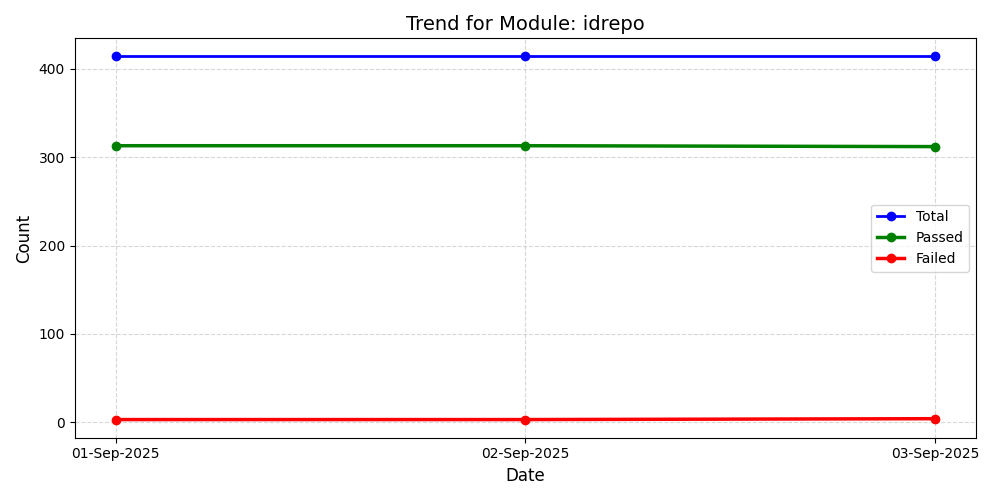 Trend for Module: idrepo
Count
400
300
200
100
0
Total
Passed
Failed
01-Sep-2025
02-Sep-2025
03-Sep-2025
Date